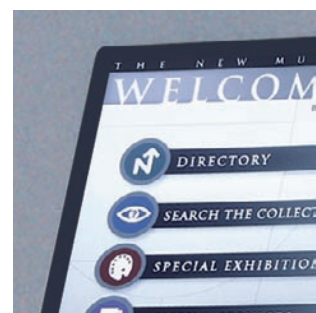 THE NEW MU
WELCOM
DIRECTORY
SEARCH THE COLLECT
SPECIAL EXHIBITION